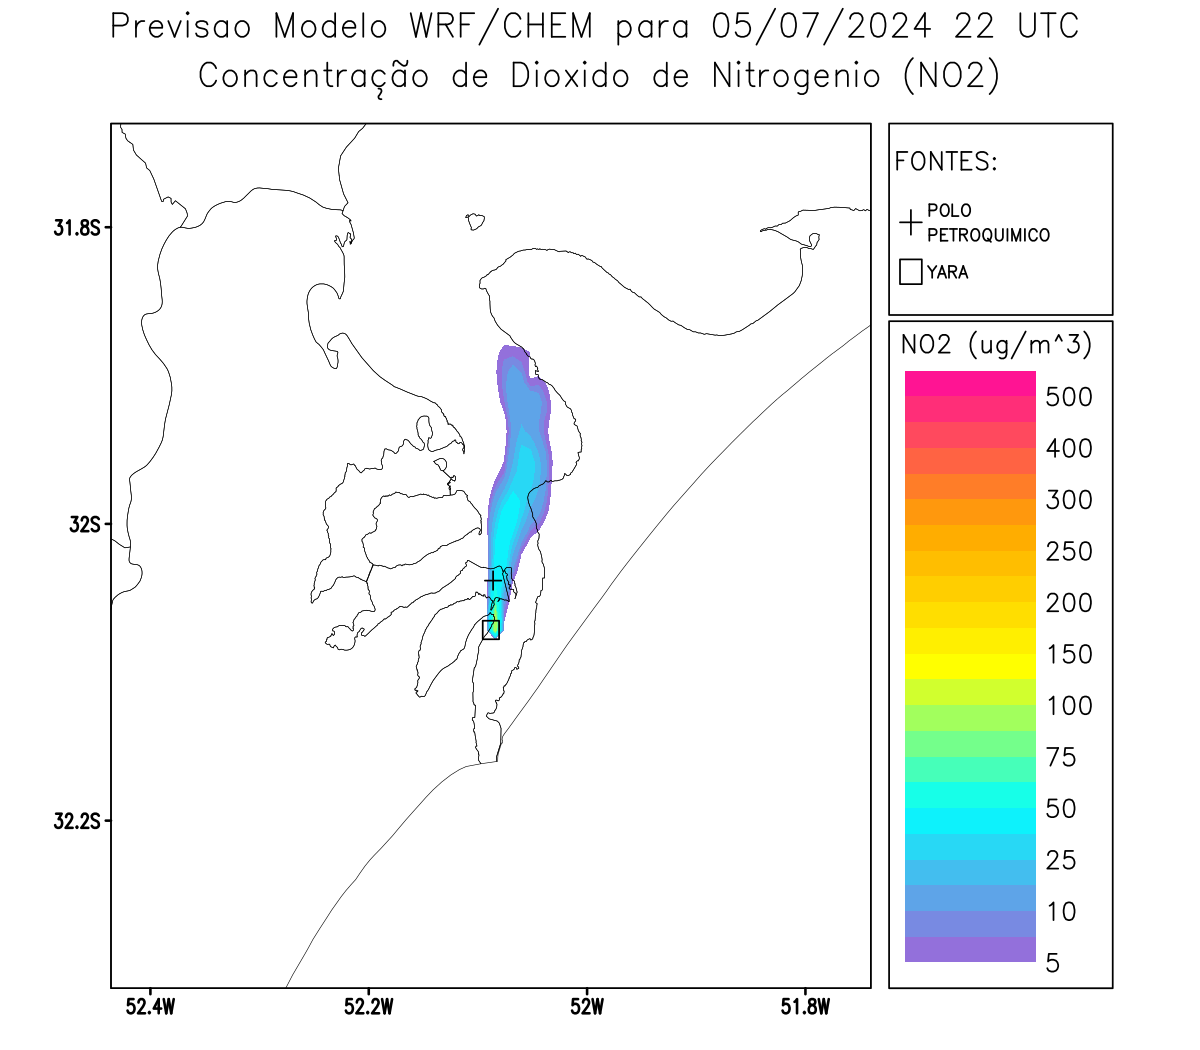 Previsao Modelo WRF/CHEM para 05/07/2024 22 UTC
Concentração de Dioxido de Nitrogenio (NO2)
FONTES:
POLO
PETROQUIMICO
YARA
31.8S
32S
32.2S
52.4W
52.2W
52W
51.8W
NO2 (ug/m^3)
500
400
300
250
200
150
100
75
50
25
10
5